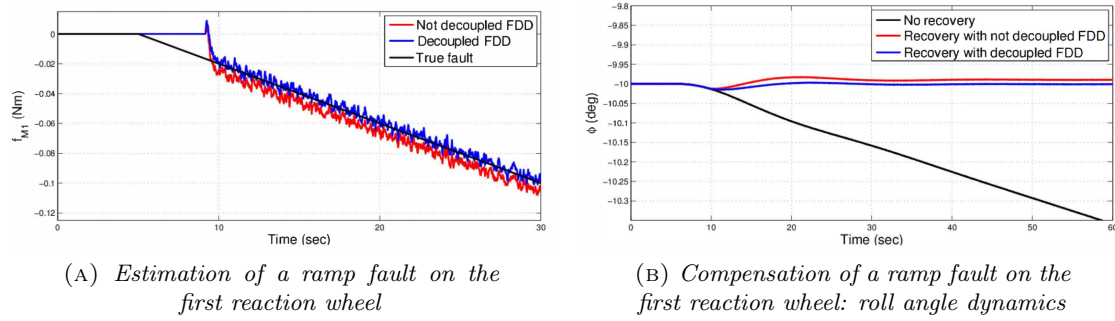 0
−0.02
−0.04
−0.06
−0.08
−0.1
−0.12
f_M1 (Nm)
Not decoupled FDD
Decoupled FDD
True fault
0 10 20 30
Time (sec)
(A) Estimation of a ramp fault on the
first reaction wheel
−9.8
−9.85
−9.9
−9.95
−10
−10.05
−10.1
−10.15
−10.2
−10.25
−10.3
ϕ (deg)
No recovery
Recovery with not decoupled FDD
Recovery with decoupled FDD
0 10 20 30 40 50 60
Time (sec)
(B) Compensation of a ramp fault on the
first reaction wheel: roll angle dynamics